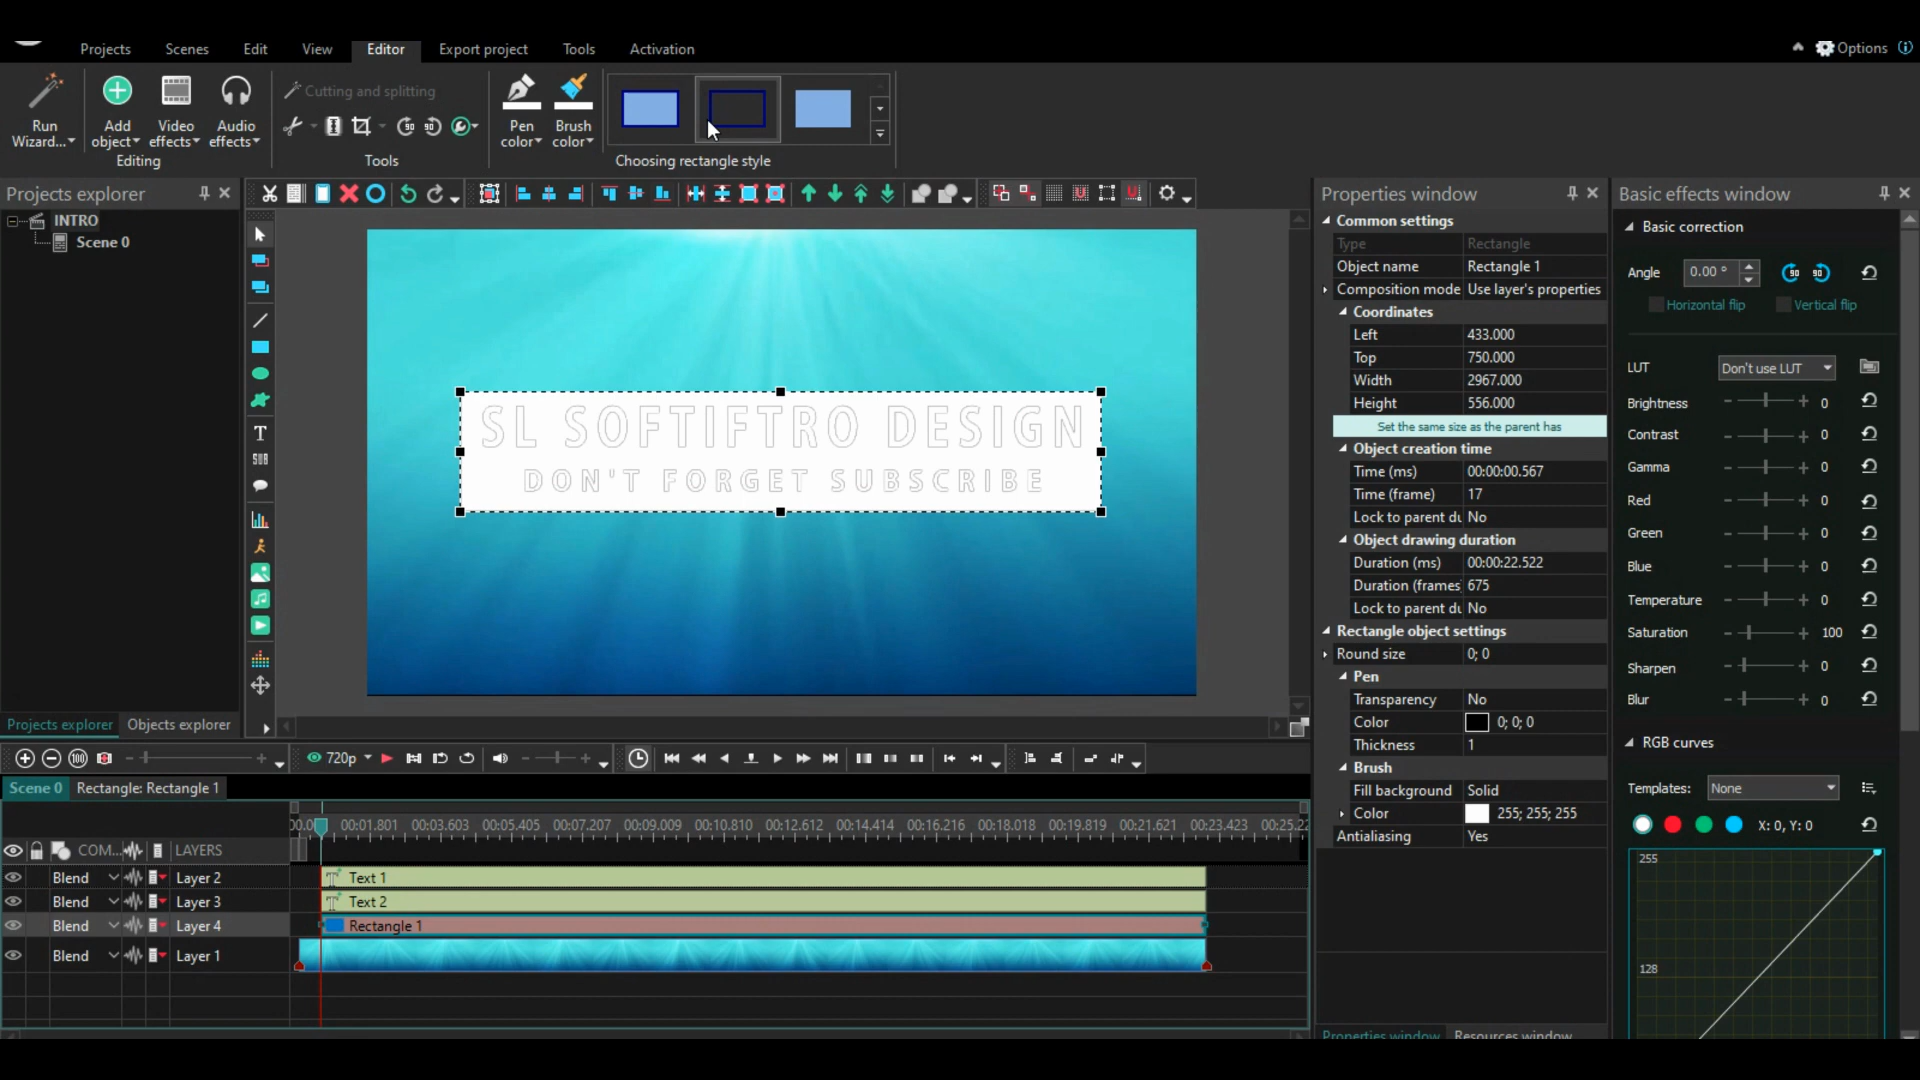 Projects Scenes Edit View Editor Export project Tools Activation Options
Run Wizard...
Add object
Video effects
Audio effects
Editing
Cutting and splitting
Tools
Pen color
Brush color
Choosing rectangle style
Projects explorer
INTRO
Scene 0
Projects explorer
Objects explorer
SL SOFTIFTRO DESIGN
DON'T FORGET SUBSCRIBE
T
SUB
Properties window
Common settings
Type Rectangle
Object name Rectangle 1
Composition mode Use layer's properties
Coordinates
Left 433.000
Top 750.000
Width 2967.000
Height 556.000
Set the same size as the parent has
Object creation time
Time (ms) 00:00:00.567
Time (frame) 17
Lock to parent du No
Object drawing duration
Duration (ms) 00:00:22.522
Duration (frames 675
Lock to parent du No
Rectangle object settings
Round size 0; 0
Pen
Transparency No
Color 0; 0; 0
Thickness 1
Brush
Fill background Solid
Color 255; 255; 255
Antialiasing Yes
Properties window Resources window
Basic effects window
Basic correction
Angle 0.00 ° 90 90
Horizontal flip Vertical flip
LUT Don't use LUT
Brightness 0
Contrast 0
Gamma 0
Red 0
Green 0
Blue 0
Temperature 0
Saturation 100
Sharpen 0
Blur 0
RGB curves
Templates: None
X: 0, Y: 0
255
128
100 720p
Scene 0 Rectangle: Rectangle 1
00:01.801 00:03.603 00:05.405 00:07.207 00:09.009 00:10.810 00:12.612 00:14.414 00:16.216 00:18.018 00:19.819 00:21.621 00:23.423 00:25.22
COM... LAYERS
Blend Layer 2 Text 1
Blend Layer 3 Text 2
Blend Layer 4 Rectangle 1
Blend Layer 1